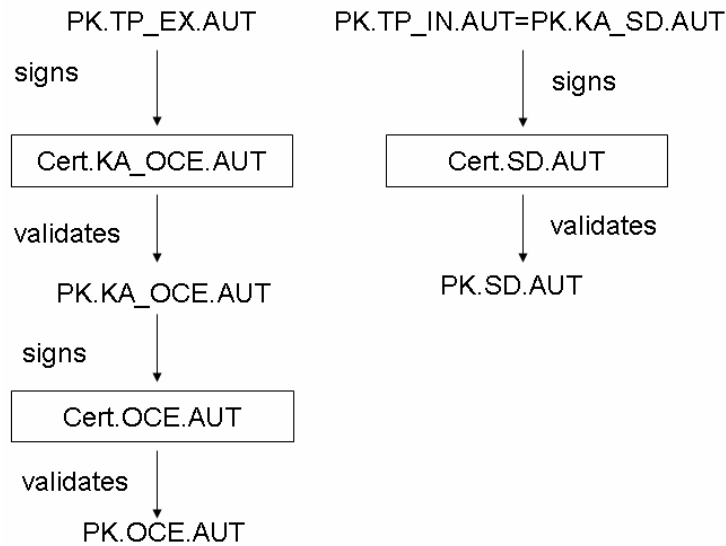 PK.TP_EX.AUT
signs
Cert.KA_OCE.AUT
validates
PK.KA_OCE.AUT
signs
Cert.OCE.AUT
validates
PK.OCE.AUT
PK.TP_IN.AUT=PK.KA_SD.AUT
signs
Cert.SD.AUT
validates
PK.SD.AUT